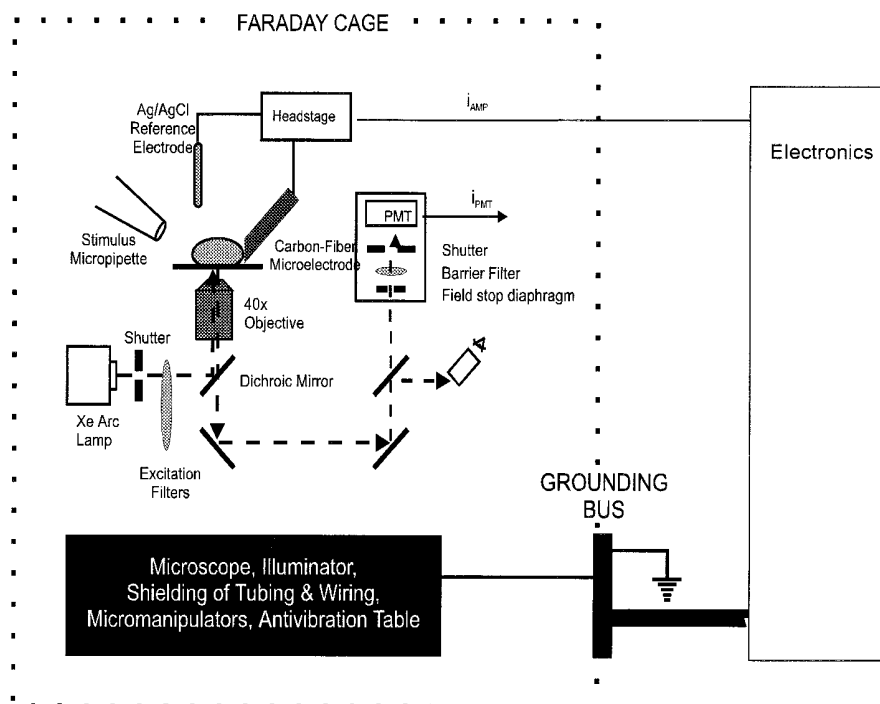 FARADAY CAGE
Ag/AgCl
Reference
Electrode
Headstage
iAMP
Electronics
Stimulus
Micropipette
Carbon-Fiber
Microelectrode
PMT
iPMT
Shutter
Barrier Filter
Field stop diaphragm
40x
Objective
Shutter
Dichroic Mirror
Xe Arc
Lamp
Excitation
Filters
GROUNDING
BUS
Microscope, Illuminator,
Shielding of Tubing & Wiring,
Micromanipulators, Antivibration Table